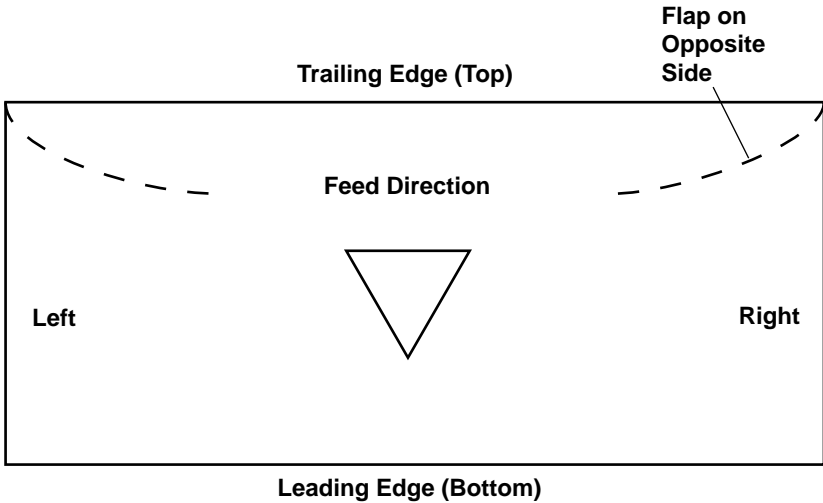 Flap on
Opposite
Side
Trailing Edge (Top)
Feed Direction
Left
Right
Leading Edge (Bottom)